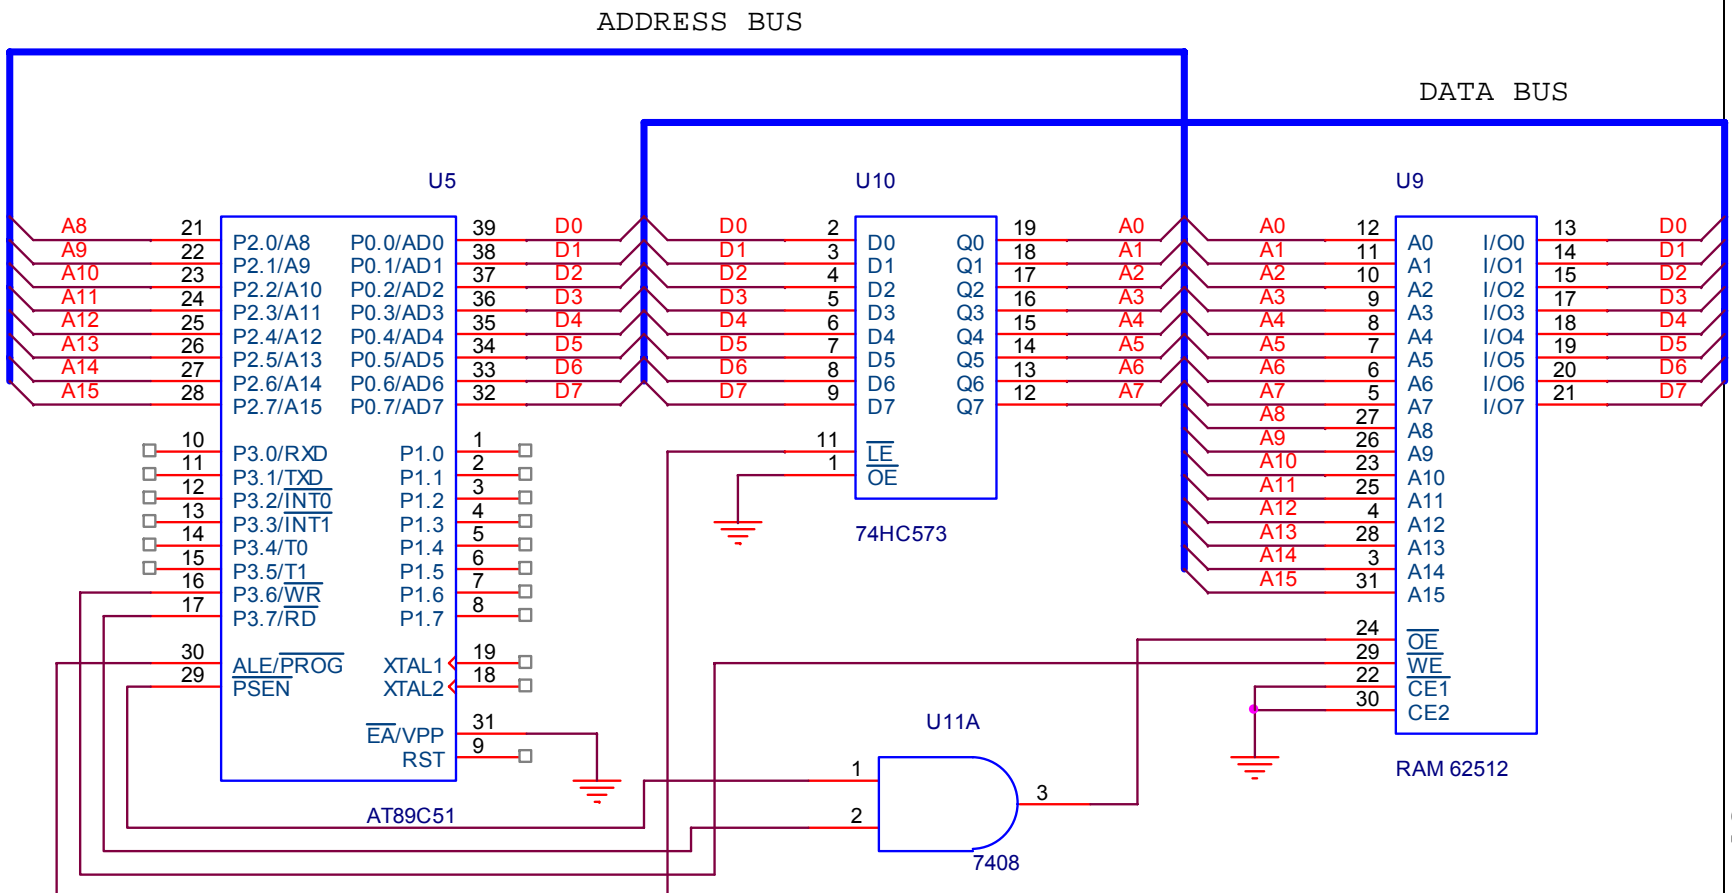 ADDRESS BUS
DATA BUS
U5
U10
U9
A8 21 P2.0/A8 P0.0/AD0 39 D0 D0 2 D0 Q0 19 A0 A0 12 A0 I/O0 13 D0
A9 22 P2.1/A9 P0.1/AD1 38 D1 D1 3 D1 Q1 18 A1 A1 11 A1 I/O1 14 D1
A10 23 P2.2/A10 P0.2/AD2 37 D2 D2 4 D2 Q2 17 A2 A2 10 A2 I/O2 15 D2
A11 24 P2.3/A11 P0.3/AD3 36 D3 D3 5 D3 Q3 16 A3 A3 9 A3 I/O3 17 D3
A12 25 P2.4/A12 P0.4/AD4 35 D4 D4 6 D4 Q4 15 A4 A4 8 A4 I/O4 18 D4
A13 26 P2.5/A13 P0.5/AD5 34 D5 D5 7 D5 Q5 14 A5 A5 7 A5 I/O5 19 D5
A14 27 P2.6/A14 P0.6/AD6 33 D6 D6 8 D6 Q6 13 A6 A6 6 A6 I/O6 20 D6
A15 28 P2.7/A15 P0.7/AD7 32 D7 D7 9 D7 Q7 12 A7 A7 5 A7 I/O7 21 D7
A8 27 A8
10 P3.0/RXD P1.0 1 11 LE A9 26 A9
11 P3.1/TXD P1.1 2 1 OE A10 23 A10
12 P3.2/INT0 P1.2 3 A11 25 A11
13 P3.3/INT1 P1.3 4 74HC573 A12 4 A12
14 P3.4/T0 P1.4 5 A13 28 A13
15 P3.5/T1 P1.5 6 A14 3 A14
16 P3.6/WR P1.6 7 A15 31 A15
17 P3.7/RD P1.7 8
24 OE
30 ALE/PROG XTAL1 19 29 WE
29 PSEN XTAL2 18 22 CE1
30 CE2
EA/VPP 31 U11A
RST 9
1 RAM 62512
3
AT89C51 2
7408